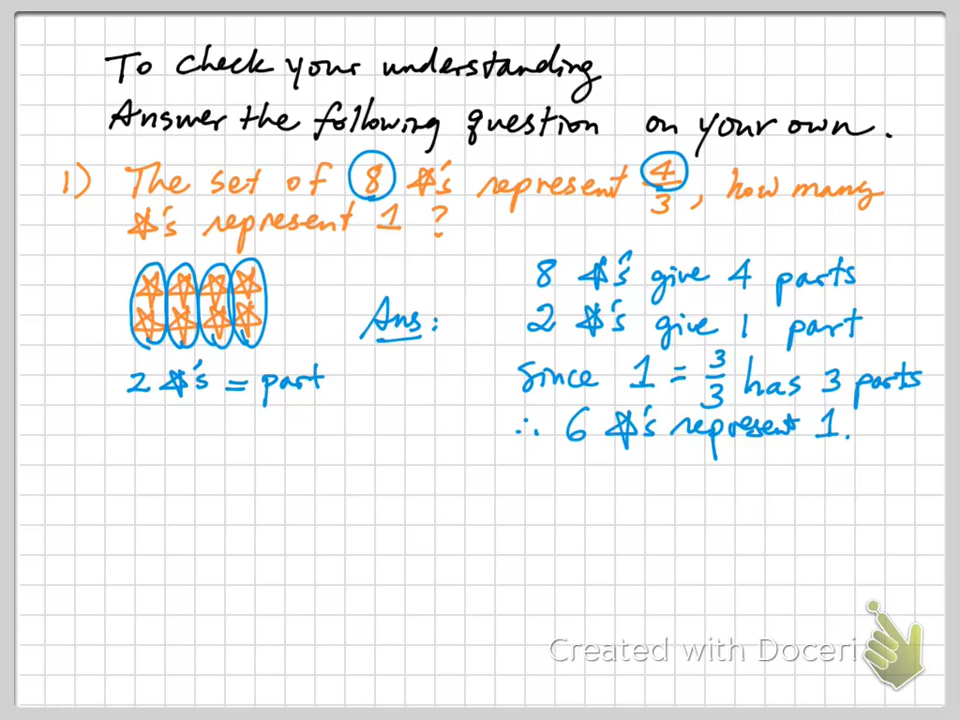 To check your understanding
Answer the following question on your own.
1) The set of 8 ☆'s represent 4/3, how many
☆'s represent 1?
8 ☆'s give 4 parts
Ans: 2 ☆'s give 1 part
2 ☆'s = part
Since 1 = 3/3 has 3 parts
∴ 6 ☆'s represent 1.
Created with Doceri